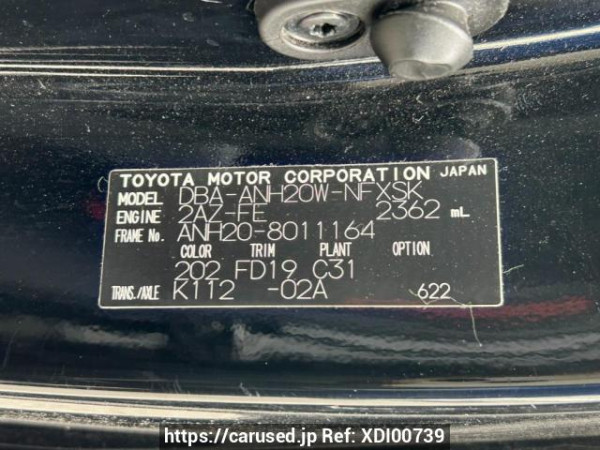 TOYOTA MOTOR CORPORATION JAPAN
MODEL DBA-ANH20W-NFXSK
ENGINE 2AZ-FE 2362 mL
FRAME No. ANH20-8011164
COLOR TRIM PLANT OPTION
202 FD19 C31
TRANS./AXLE K112 -02A 622
https://carused.jp Ref: XDI00739